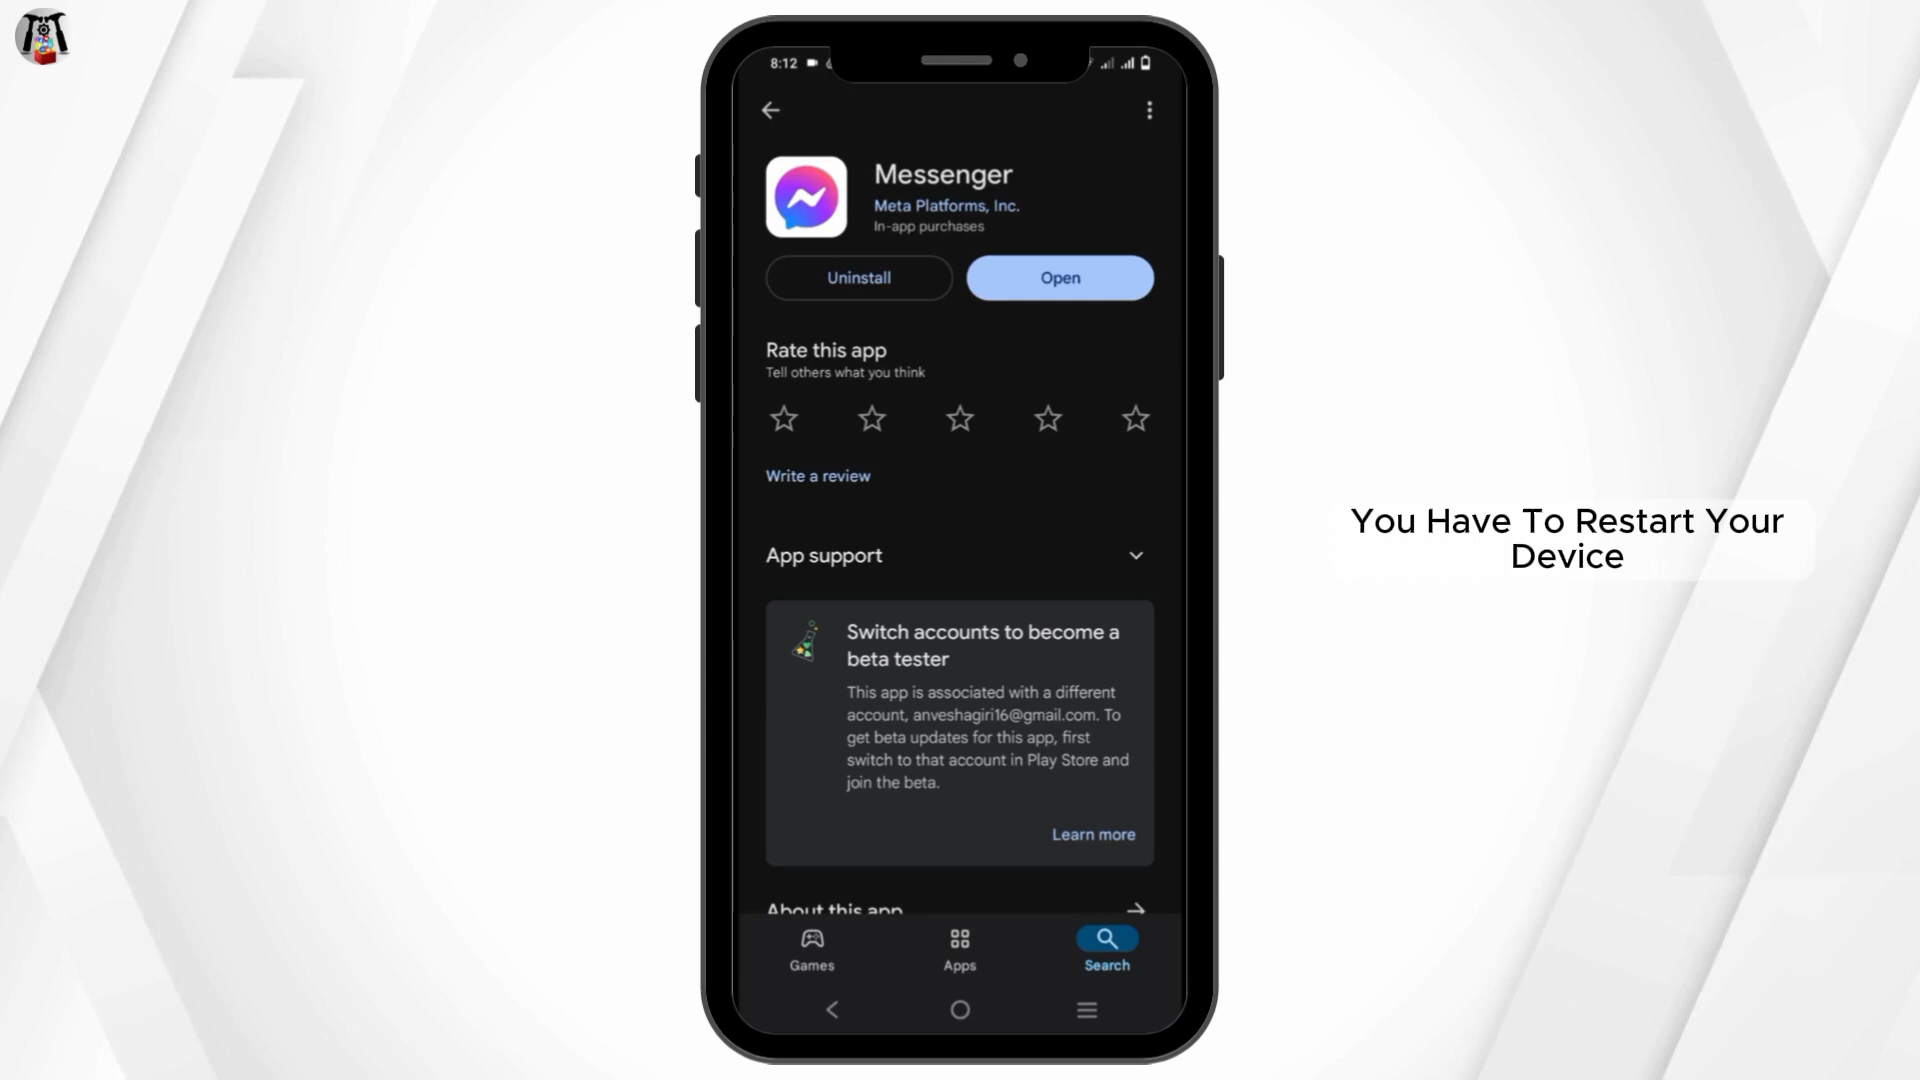 8:12
Messenger
Meta Platforms, Inc.
In-app purchases
Uninstall
Open
Rate this app
Tell others what you think
Write a review
App support
Switch accounts to become a
beta tester
This app is associated with a different
account, anveshagiri16@gmail.com. To
get beta updates for this app, first
switch to that account in Play Store and
join the beta.
Learn more
About this app
Games
Apps
Search
You Have To Restart Your
Device